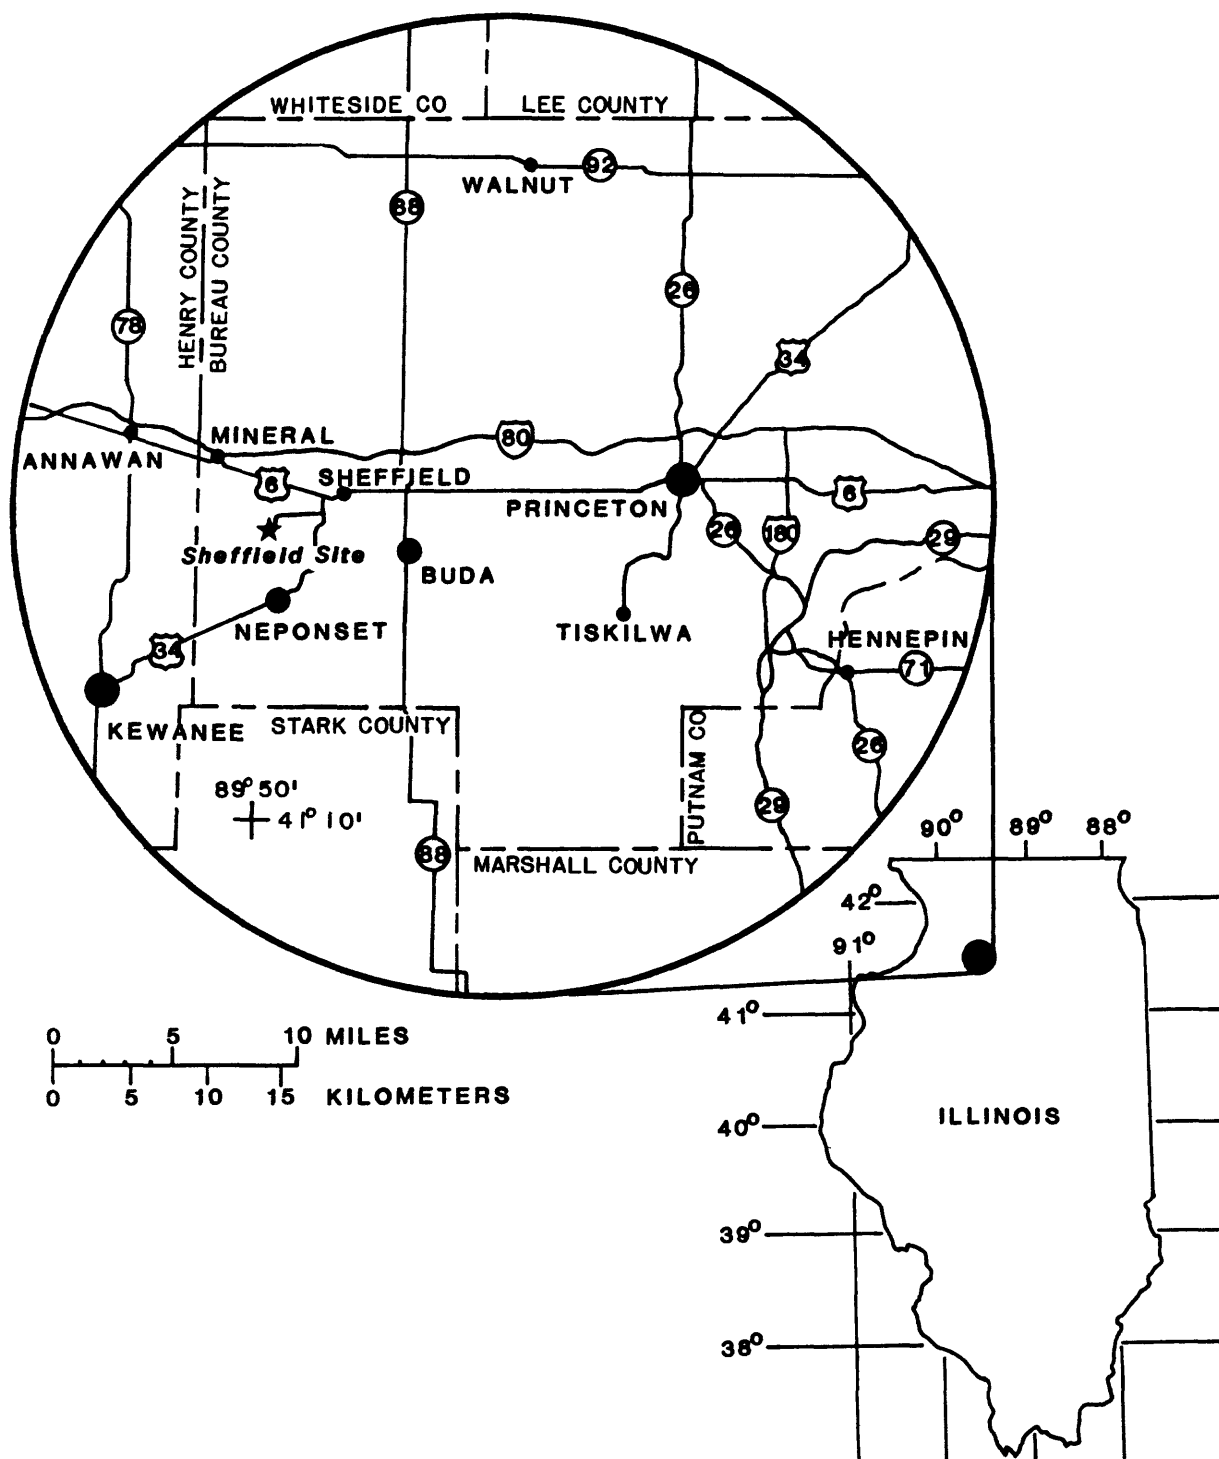 WHITESIDE CO LEE COUNTY
92
WALNUT
88
HENRY COUNTY
BUREAU COUNTY
26
78
34
MINERAL
80
ANNAWAN
SHEFFIELD
6
6
PRINCETON
26
180
29
Sheffield Site
BUDA
NEPONSET
TISKILWA
HENNEPIN
34
71
KEWANEE
STARK COUNTY
PUTNAM CO
26
89° 50'
41° 10'
29
88
MARSHALL COUNTY
90° 89° 88°
42°
91°
41°
0 5 10 MILES
0 5 10 15 KILOMETERS
40°
ILLINOIS
39°
38°